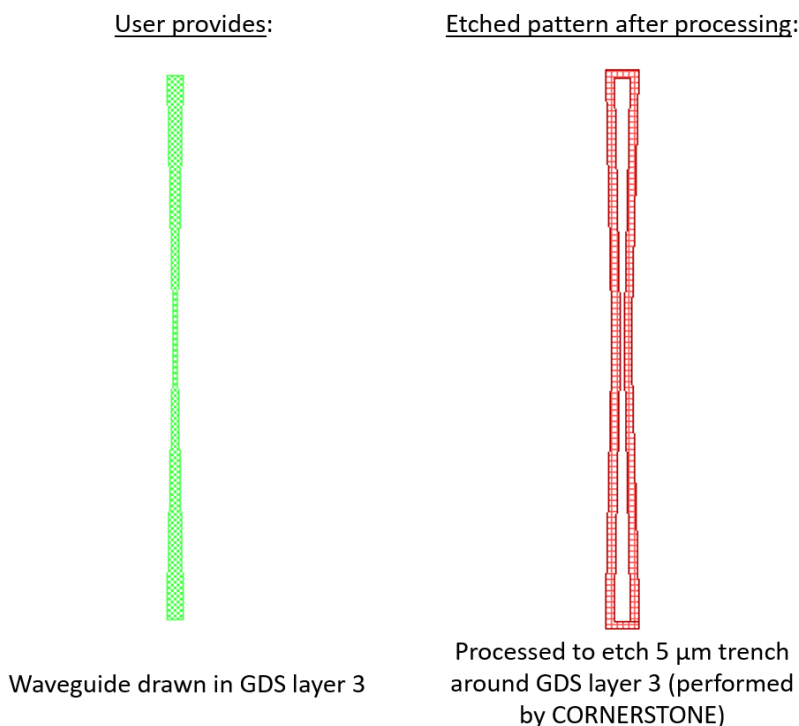 User provides:
Etched pattern after processing:
Waveguide drawn in GDS layer 3
Processed to etch 5 μm trench
around GDS layer 3 (performed
by CORNERSTONE)